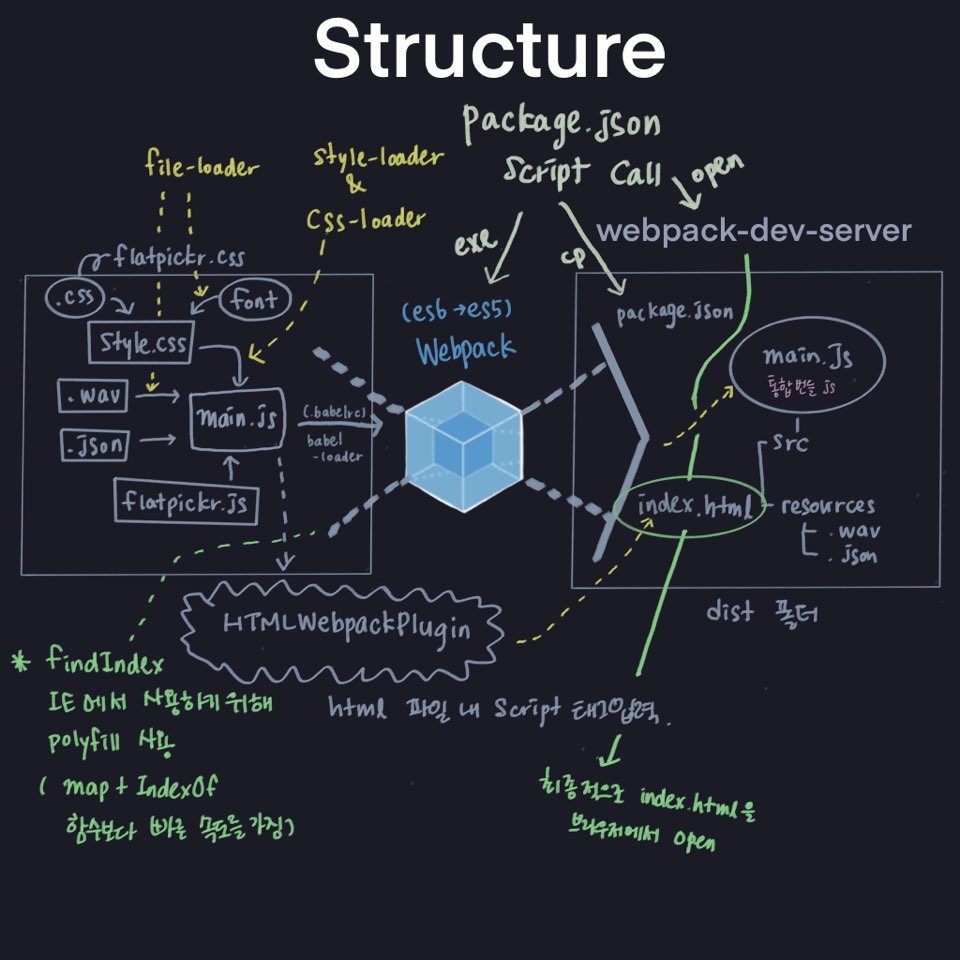 Structure
package.json
Script Call
open
file-loader
style-loader
&
Css-loader
exe
cp
webpack-dev-server
flatpickr.css
.css
font
Style.css
.wav
.json
main.js
flatpickr.js
(.babelrc)
babel
-loader
(es6→es5)
Webpack
package.json
main.Js
통합번들 Js
src
index.html
resources
.wav
.json
dist 폴더
HTMLWebpackPlugin
html 파일 내 Script 태그입력.
* findIndex
IE에서 사용하기 위해
polyfill 사용
( map + IndexOf
함수보다 빠른 속도를 가짐)
최종적으로 index.html을
브라우저에서 open